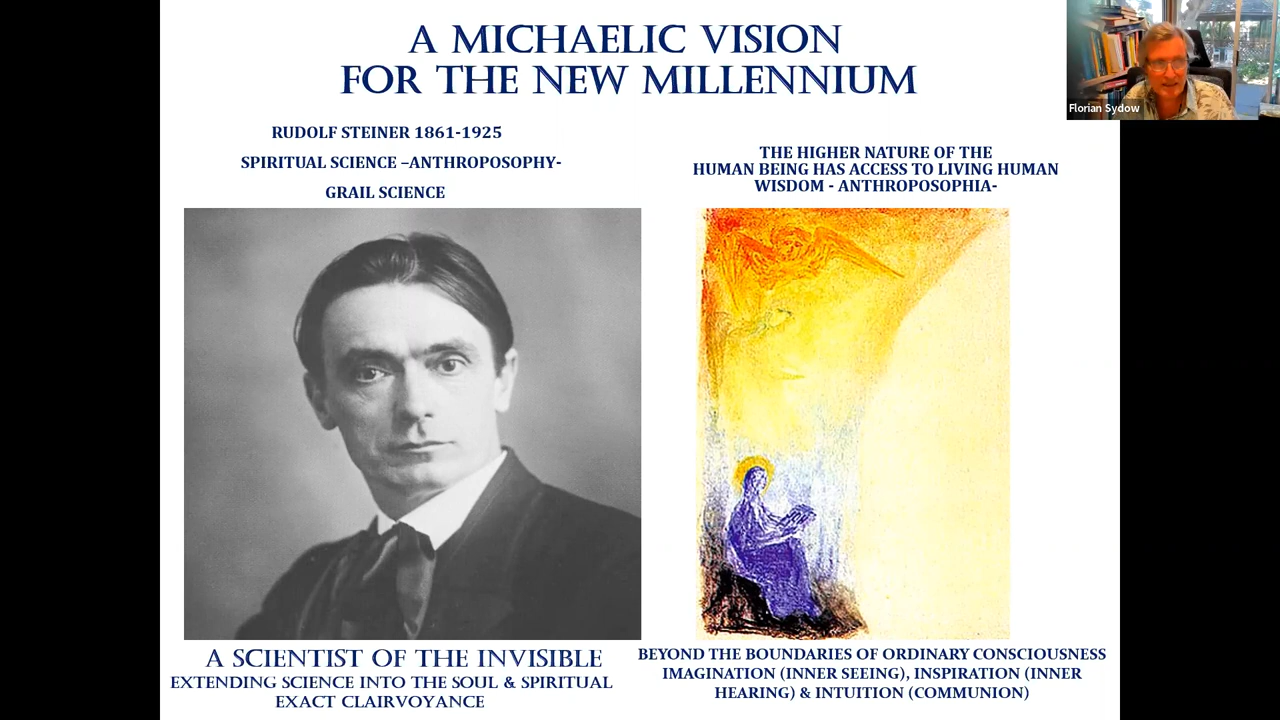 A MICHAELIC VISION
FOR THE NEW MILLENNIUM
Florian Sydow
RUDOLF STEINER 1861-1925
SPIRITUAL SCIENCE –ANTHROPOSOPHY-
GRAIL SCIENCE
THE HIGHER NATURE OF THE
HUMAN BEING HAS ACCESS TO LIVING HUMAN
WISDOM - ANTHROPOSOPHIA-
A SCIENTIST OF THE INVISIBLE
EXTENDING SCIENCE INTO THE SOUL & SPIRITUAL
EXACT CLAIRVOYANCE
BEYOND THE BOUNDARIES OF ORDINARY CONSCIOUSNESS
IMAGINATION (INNER SEEING), INSPIRATION (INNER
HEARING) & INTUITION (COMMUNION)